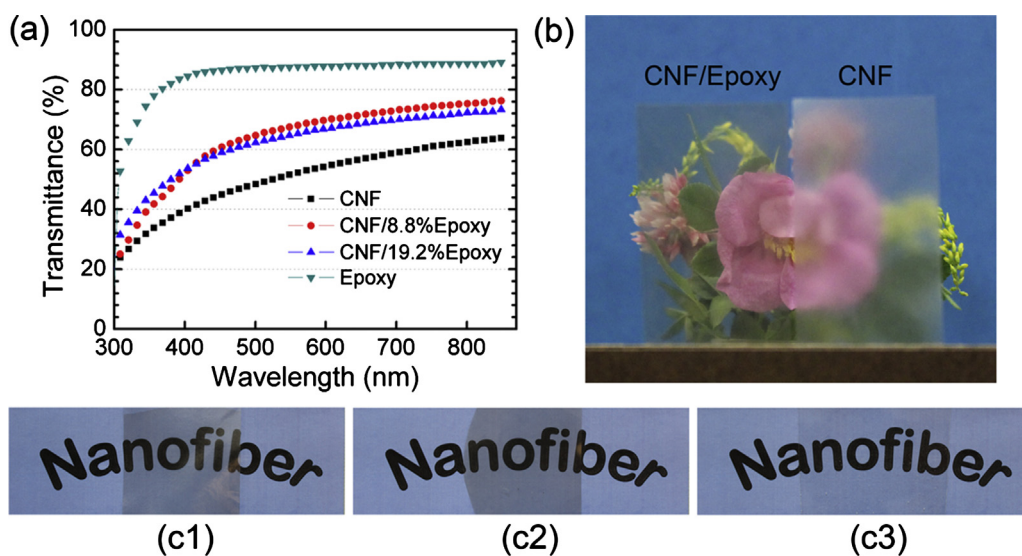 (a)
100
80
60
40
20
0
Transmittance (%)
300 400 500 600 700 800
Wavelength (nm)
CNF
CNF/8.8%Epoxy
CNF/19.2%Epoxy
Epoxy
(b)
CNF/Epoxy CNF
Nanofiber
(c1)
Nanofiber
(c2)
Nanofiber
(c3)